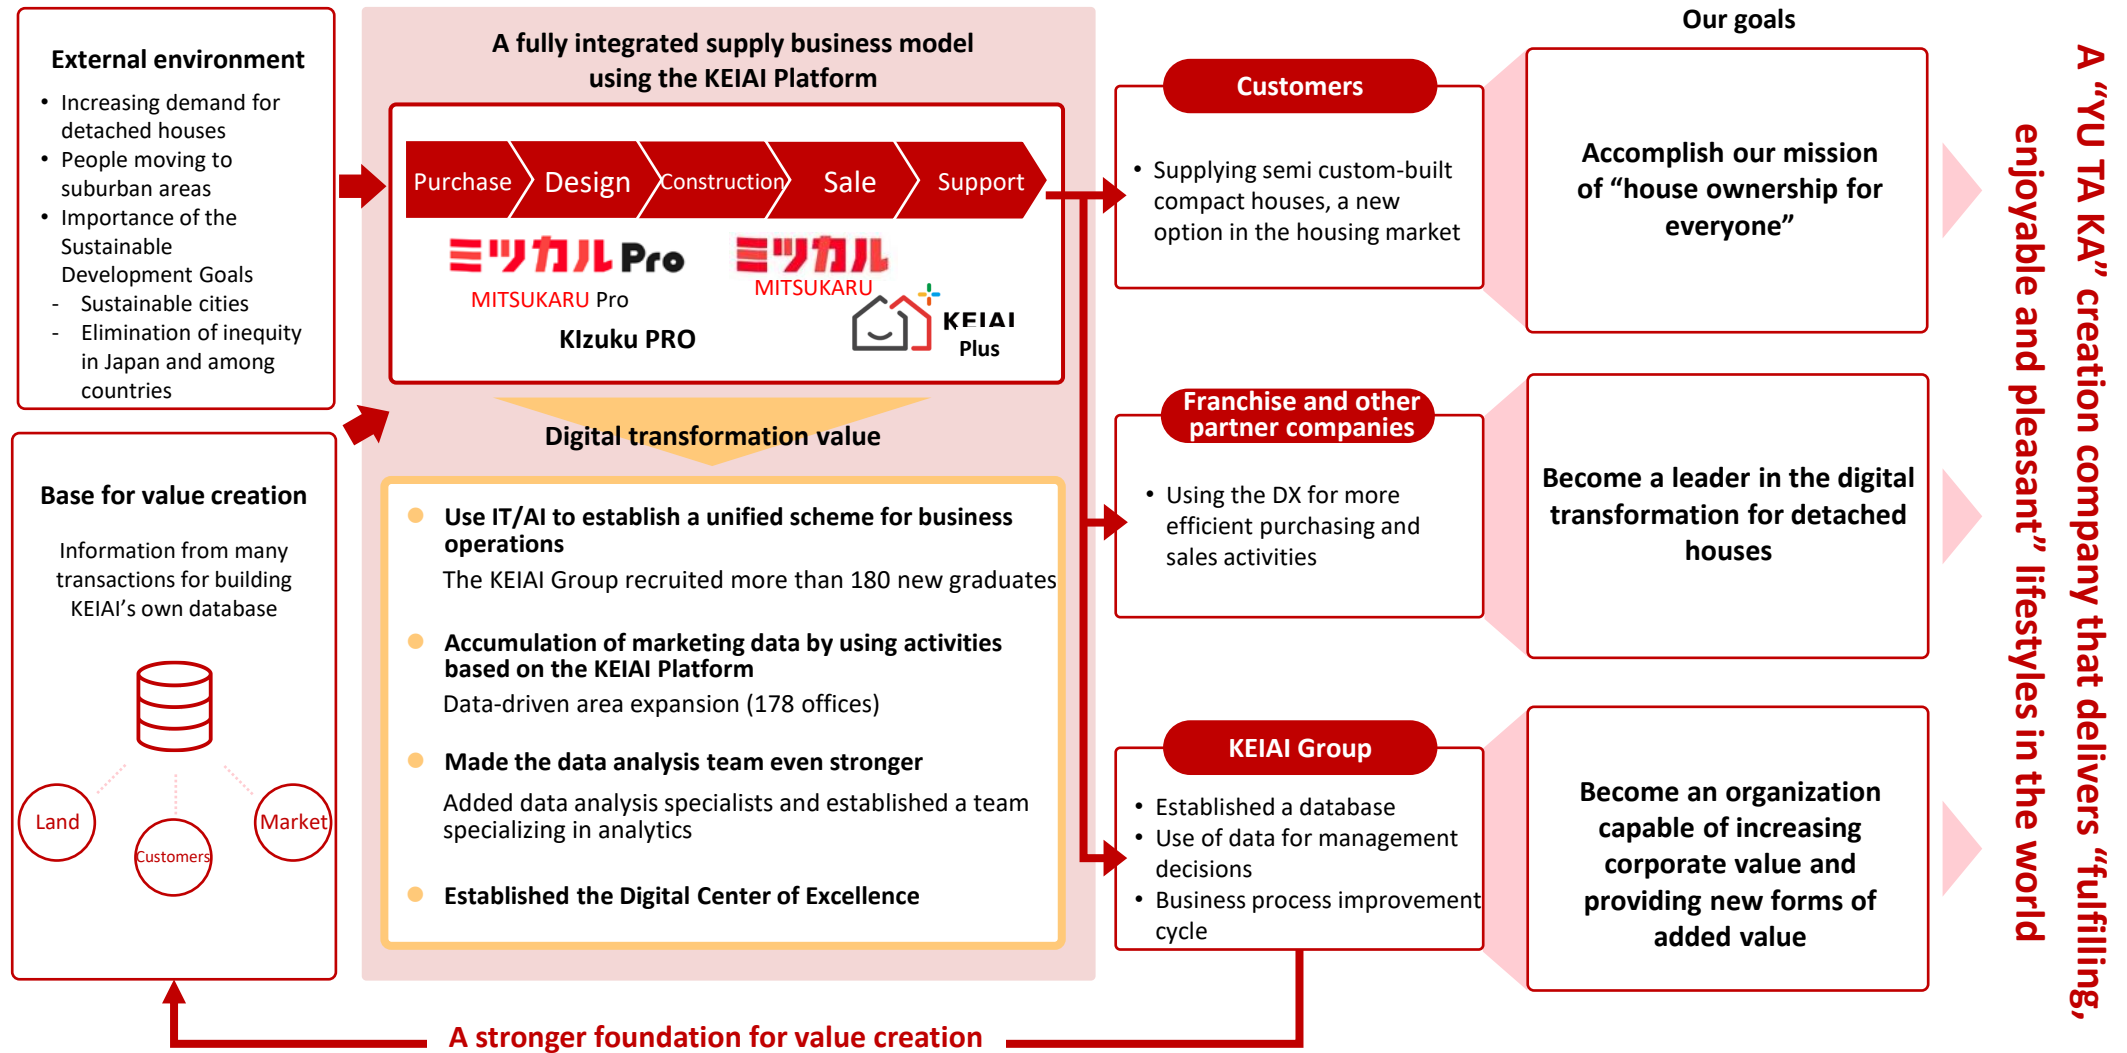 External environment
• Increasing demand for
detached houses
• People moving to
suburban areas
• Importance of the
Sustainable
Development Goals
- Sustainable cities
- Elimination of inequity
in Japan and among
countries
Base for value creation
Information from many
transactions for building
KEIAI’s own database
Land
Customers
Market
A fully integrated supply business model
using the KEIAI Platform
Purchase
Design
Construction
Sale
Support
ミツカル Pro
MITSUKARU Pro
KIzuku PRO
ミツカル
MITSUKARU
KEIAI
Plus
Digital transformation value
Use IT/AI to establish a unified scheme for business
operations
The KEIAI Group recruited more than 180 new graduates
Accumulation of marketing data by using activities
based on the KEIAI Platform
Data-driven area expansion (178 offices)
Made the data analysis team even stronger
Added data analysis specialists and established a team
specializing in analytics
Established the Digital Center of Excellence
Customers
• Supplying semi custom-built
compact houses, a new
option in the housing market
Franchise and other
partner companies
• Using the DX for more
efficient purchasing and
sales activities
KEIAI Group
• Established a database
• Use of data for management
decisions
• Business process improvement
cycle
Our goals
Accomplish our mission
of “house ownership for
everyone”
Become a leader in the digital
transformation for detached
houses
Become an organization
capable of increasing
corporate value and
providing new forms of
added value
A “YU TA KA” creation company that delivers “fulfilling,
enjoyable and pleasant” lifestyles in the world
A stronger foundation for value creation